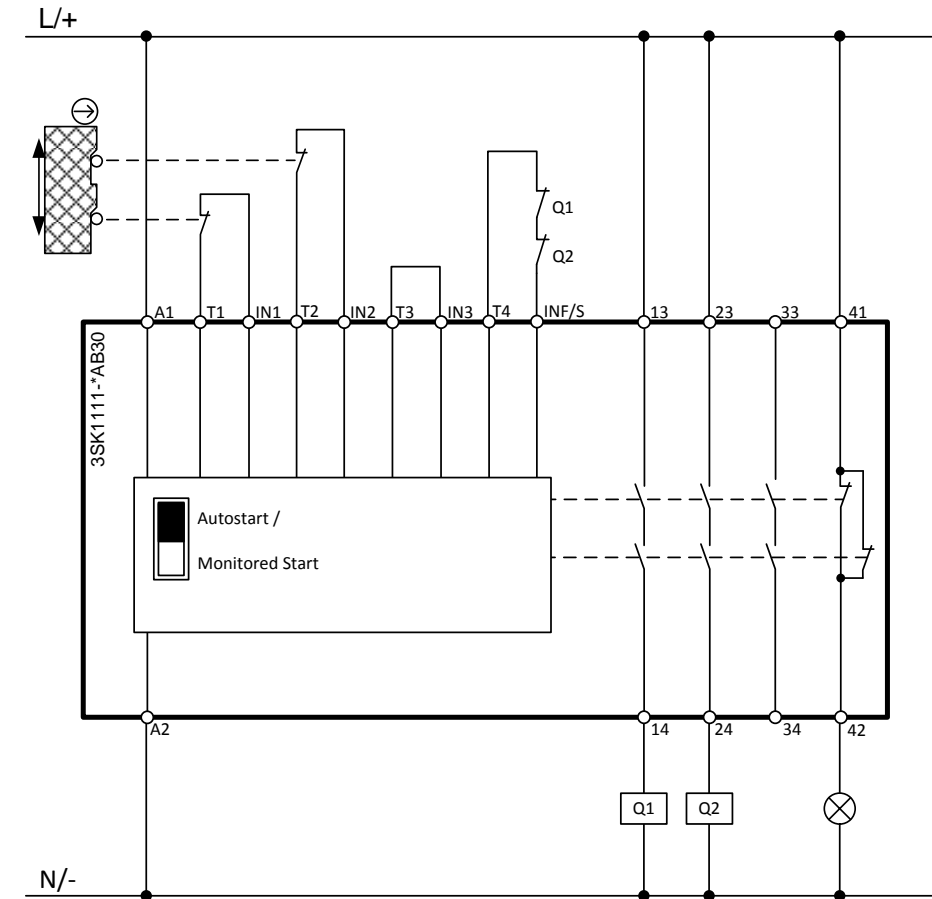 L/+
Q1
Q2
A1 T1 IN1 T2 IN2 T3 IN3 T4 INF/S 13 23 33 41
3SK1111-*AB30
Autostart /
Monitored Start
A2 14 24 34 42
Q1 Q2
N/-